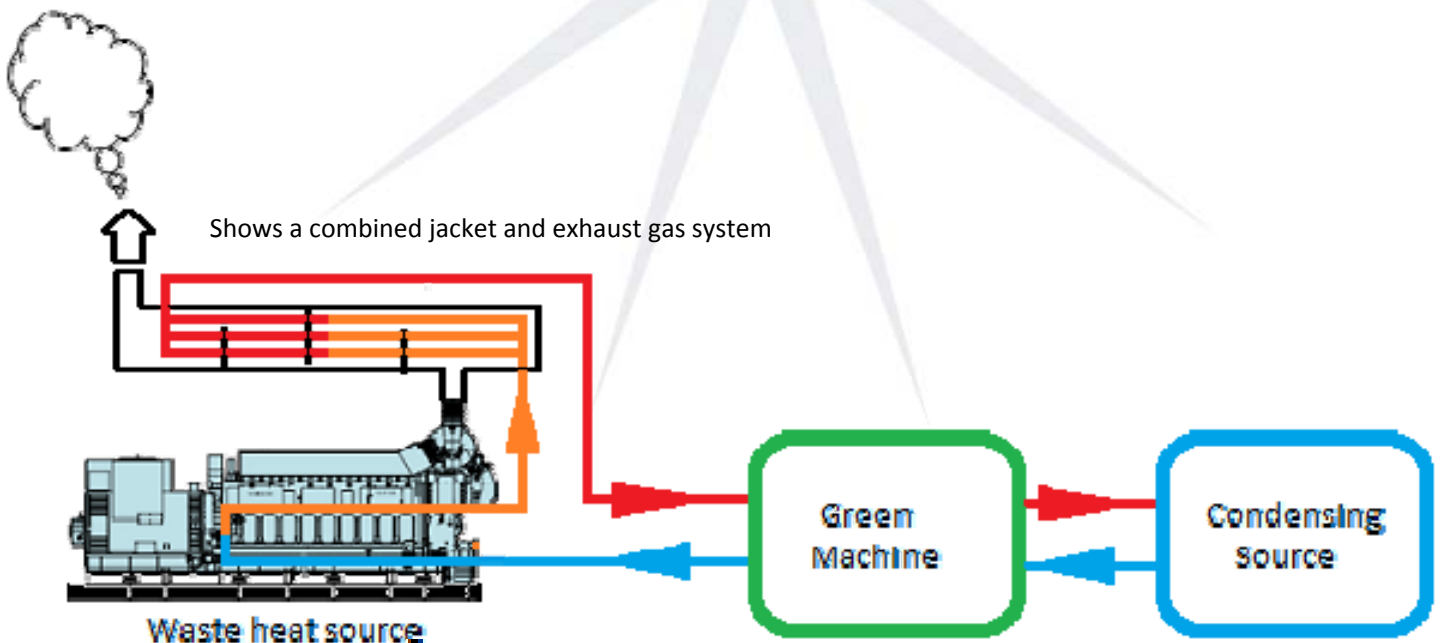 Shows a combined jacket and exhaust gas system
Green
Machine
Condensing
Source
Waste heat source